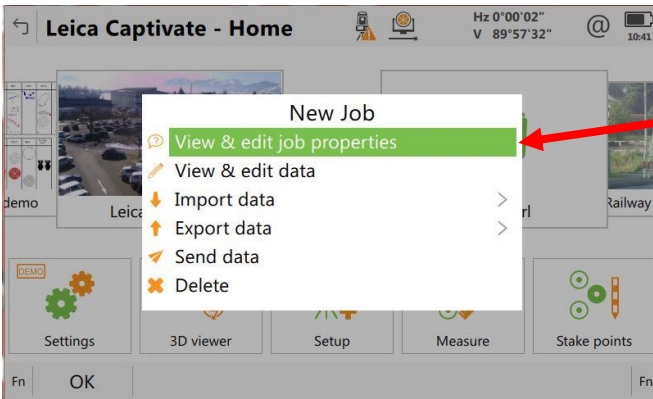 Leica Captivate - Home
Hz 0°00'02"
V 89°57'32"
@
10:41
New Job
View & edit job properties
View & edit data
Import data
Export data
Send data
Delete
demo
Leica
rl
Railway
DEMO
Settings
3D viewer
Setup
Measure
Stake points
Fn
OK
Fn